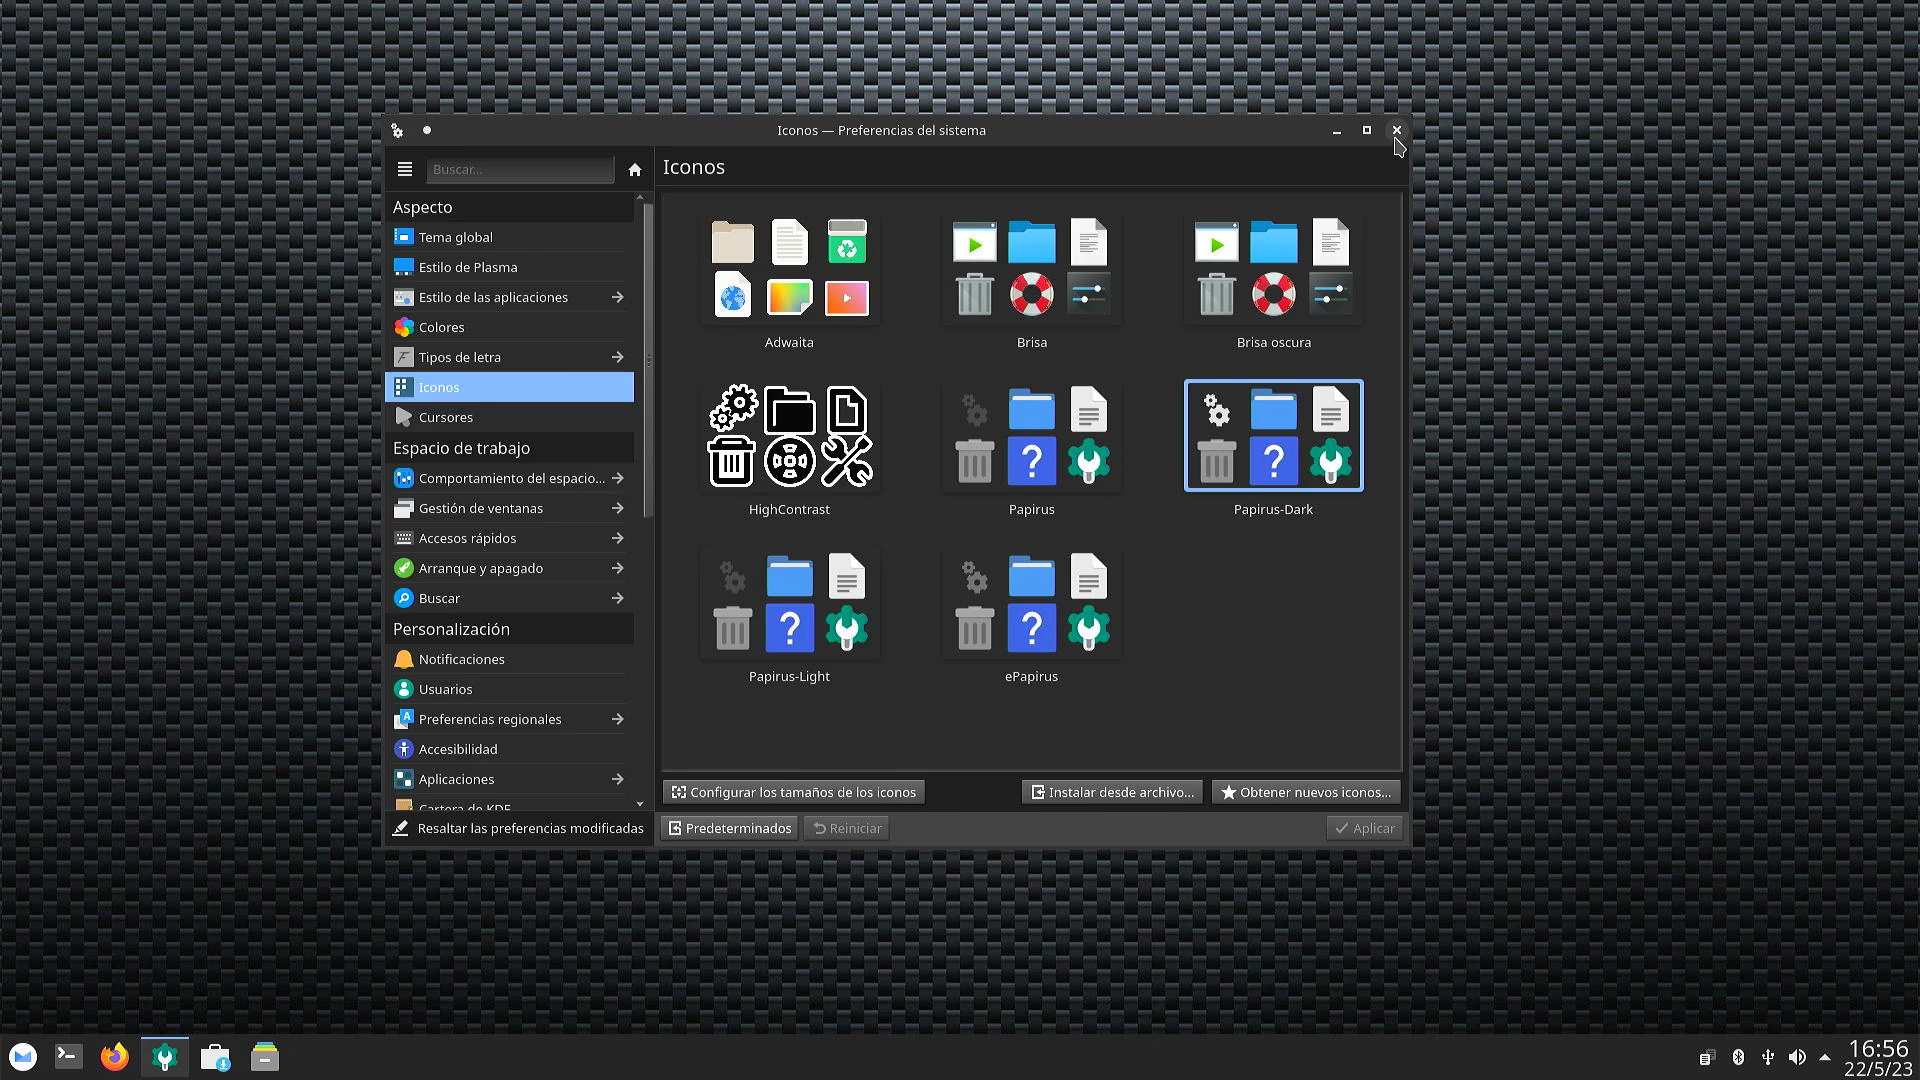 Iconos — Preferencias del sistema
Buscar...
Iconos
Aspecto
Tema global
Estilo de Plasma
Estilo de las aplicaciones
Colores
Tipos de letra
Iconos
Cursores
Espacio de trabajo
Comportamiento del espacio...
Gestión de ventanas
Accesos rápidos
Arranque y apagado
Buscar
Personalización
Notificaciones
Usuarios
Preferencias regionales
Accesibilidad
Aplicaciones
Cartera de KDE
Resaltar las preferencias modificadas
Adwaita
Brisa
Brisa oscura
HighContrast
Papirus
Papirus-Dark
Papirus-Light
ePapirus
Configurar los tamaños de los iconos
Instalar desde archivo...
Obtener nuevos iconos...
Predeterminados
Reiniciar
Aplicar
16:56
22/5/23